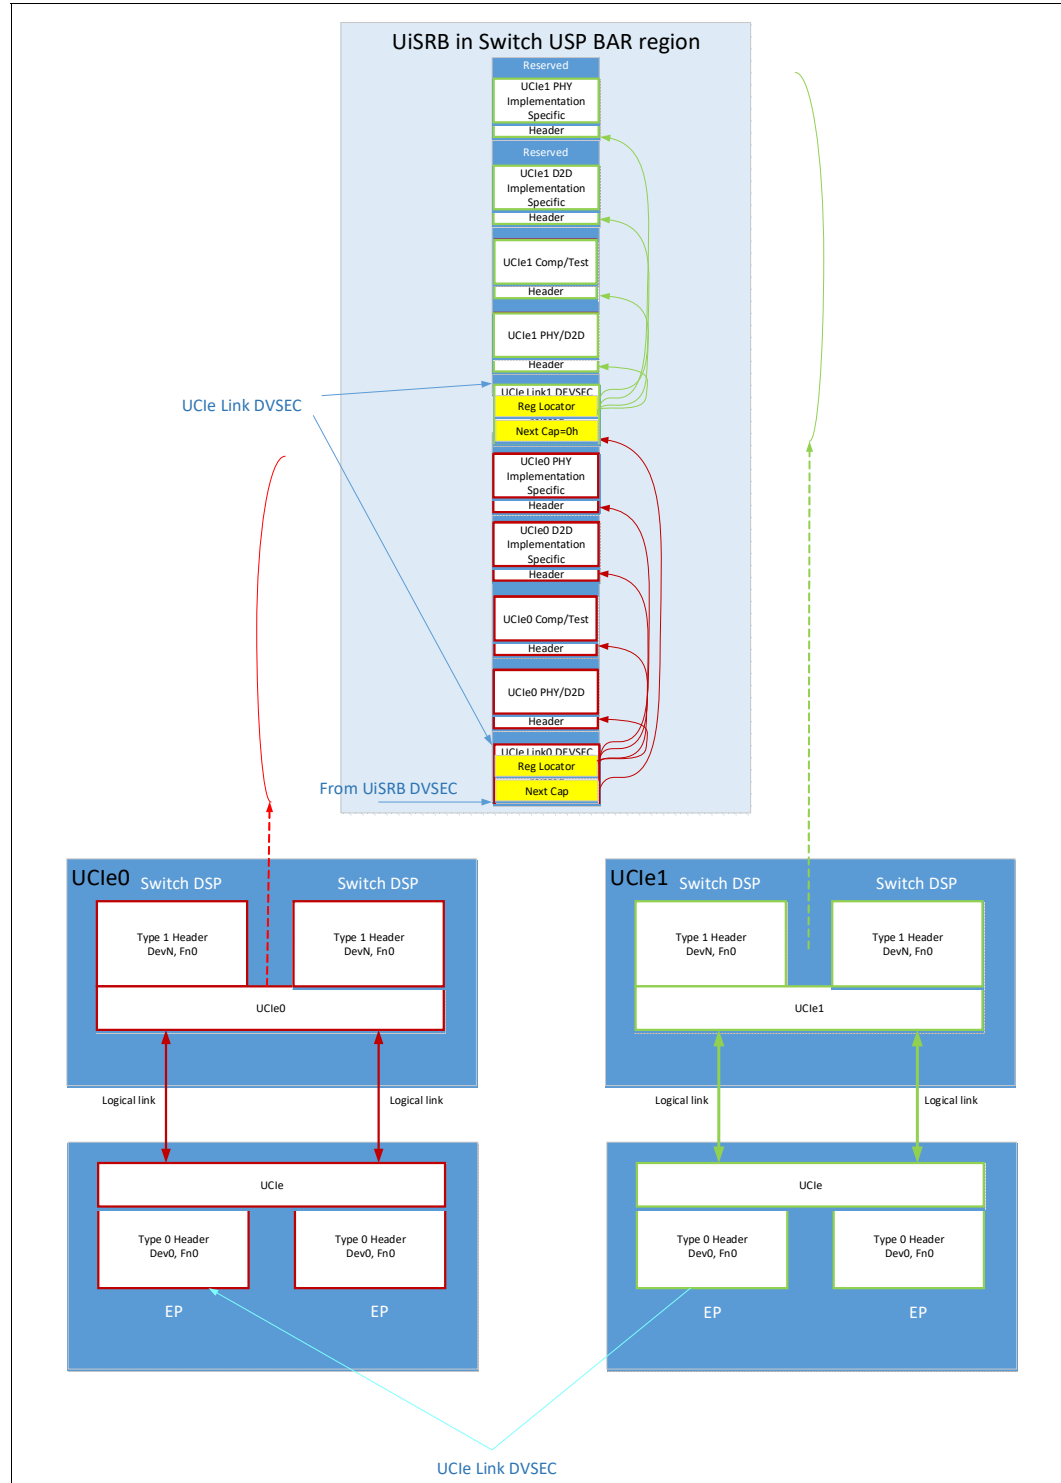 UiSRB in Switch USP BAR region
Reserved
UCIe1 PHY
Implementation
Specific
Header
Reserved
UCIe1 D2D
Implementation
Specific
Header
UCIe1 Comp/Test
Header
UCIe1 PHY/D2D
Header
UCIe Link1 DEVSEC
Reg Locator
Next Cap=0h
UCIe Link DVSEC
UCIe0 PHY
Implementation
Specific
Header
UCIe0 D2D
Implementation
Specific
Header
UCIe0 Comp/Test
Header
UCIe0 PHY/D2D
Header
UCIe Link0 DEVSEC
Reg Locator
Next Cap
From UiSRB DVSEC
UCIe0
Switch DSP
Switch DSP
Type 1 Header
DevN, Fn0
Type 1 Header
DevN, Fn0
UCIe0
Logical link
Logical link
UCIe
Type 0 Header
Dev0, Fn0
Type 0 Header
Dev0, Fn0
EP
EP
UCIe1
Switch DSP
Switch DSP
Type 1 Header
DevN, Fn0
Type 1 Header
DevN, Fn0
UCIe1
Logical link
Logical link
UCIe
Type 0 Header
Dev0, Fn0
Type 0 Header
Dev0, Fn0
EP
EP
UCIe Link DVSEC